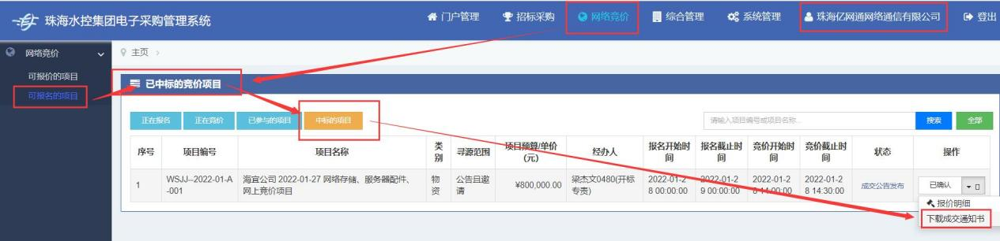 珠海水控集团电子采购管理系统
门户管理 招标采购 网络竞价 综合管理 系统管理 珠海亿网通网络通信有限公司 登出
网络竞价
可报价的项目
可报名的项目
主页 >
已中标的竞价项目
正在报名 正在竞价 已参与的项目 中标的项目 请输入项目编号或项目名称... 搜索 全部
序号 项目编号 项目名称 类别 寻源范围 项目预算/单价(元) 经办人 报名开始时间 报名截止时间 竞价开始时间 竞价截止时间 状态 操作
1 WSJJ--2022-01-A-001 海宜公司 2022-01-27 网络存储、服务器配件、网上竞价项目 物资 公告且邀请 ¥800,000.00 梁杰文0480(开标专责) 2022-01-28 00:00:00 2022-01-29 00:00:00 2022-01-28 14:00:00 2022-01-28 14:30:00 成交公告发布 已确认
报价明细
下载成交通知书